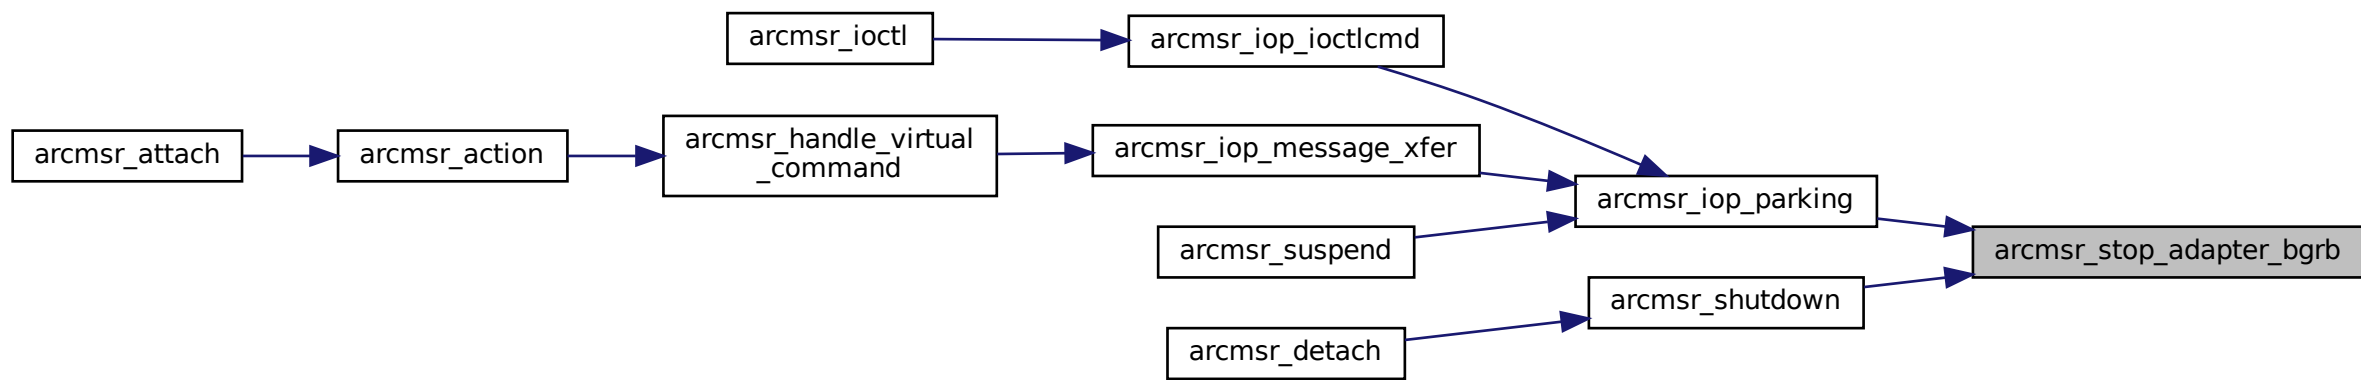 arcmsr_ioctl
arcmsr_iop_ioctlcmd
arcmsr_attach
arcmsr_action
arcmsr_handle_virtual
_command
arcmsr_iop_message_xfer
arcmsr_iop_parking
arcmsr_suspend
arcmsr_stop_adapter_bgrb
arcmsr_shutdown
arcmsr_detach